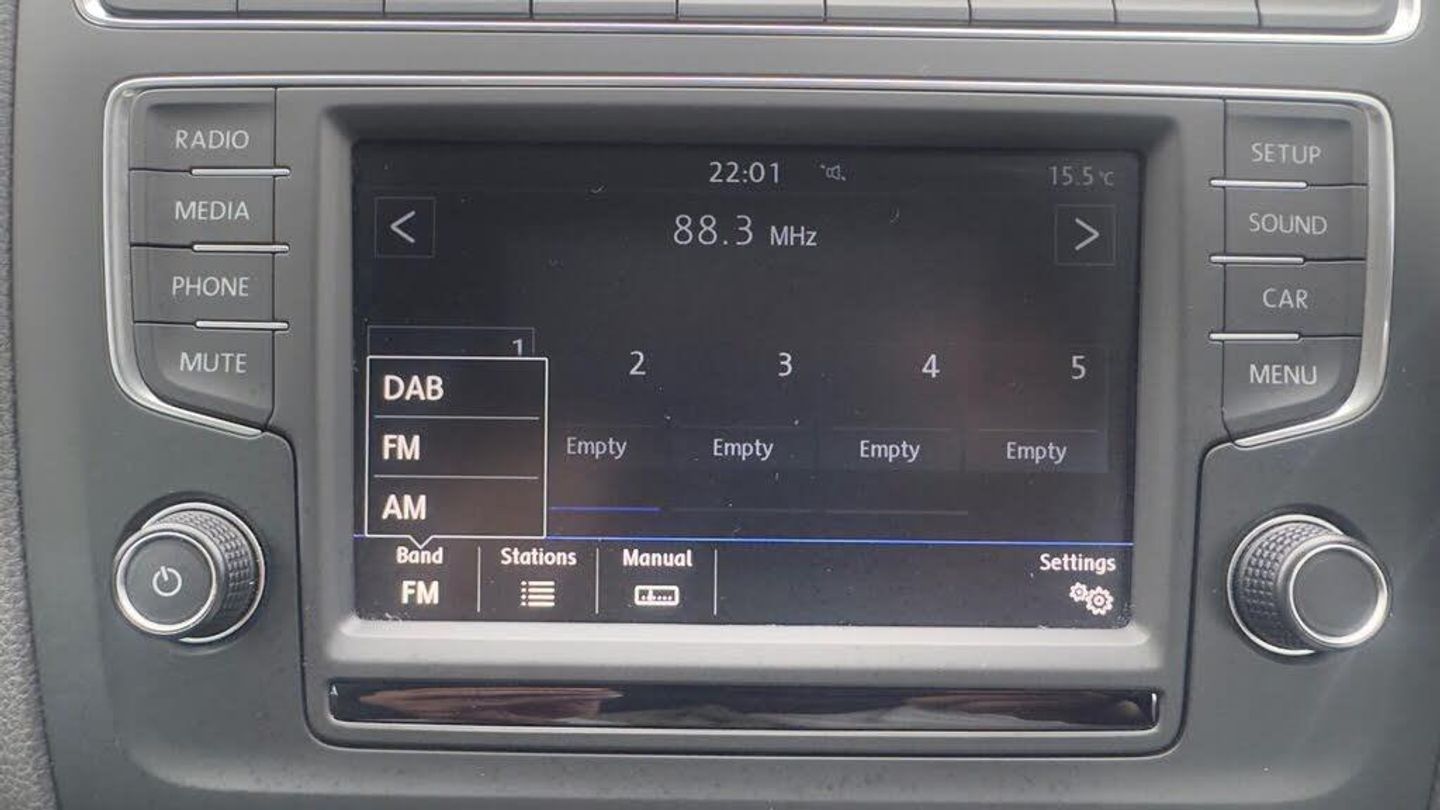 RADIO
MEDIA
PHONE
MUTE
22:01
15.5°C
88.3 MHz
1
2
3
4
5
DAB
FM
AM
Empty
Empty
Empty
Empty
Band
FM
Stations
Manual
Settings
SETUP
SOUND
CAR
MENU